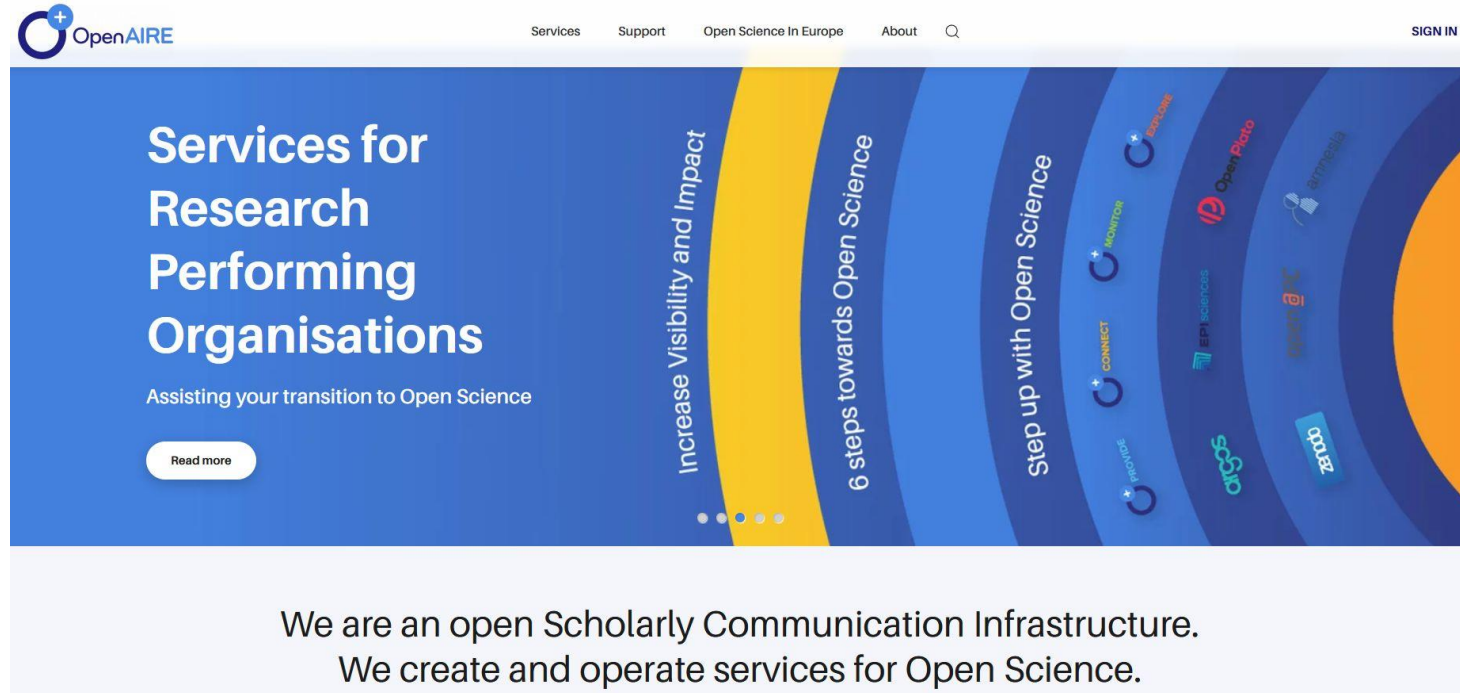 OpenAIRE
Services
Support
Open Science In Europe
About
SIGN IN
Services for
Research
Performing
Organisations
Assisting your transition to Open Science
Read more
Increase Visibility and Impact
6 steps towards Open Science
Step up with Open Science
EXPLORE
MONITOR
CONNECT
PROVIDE
OpenPlato
EPISciences
argos
amnesia
zenodo
We are an open Scholarly Communication Infrastructure.
We create and operate services for Open Science.